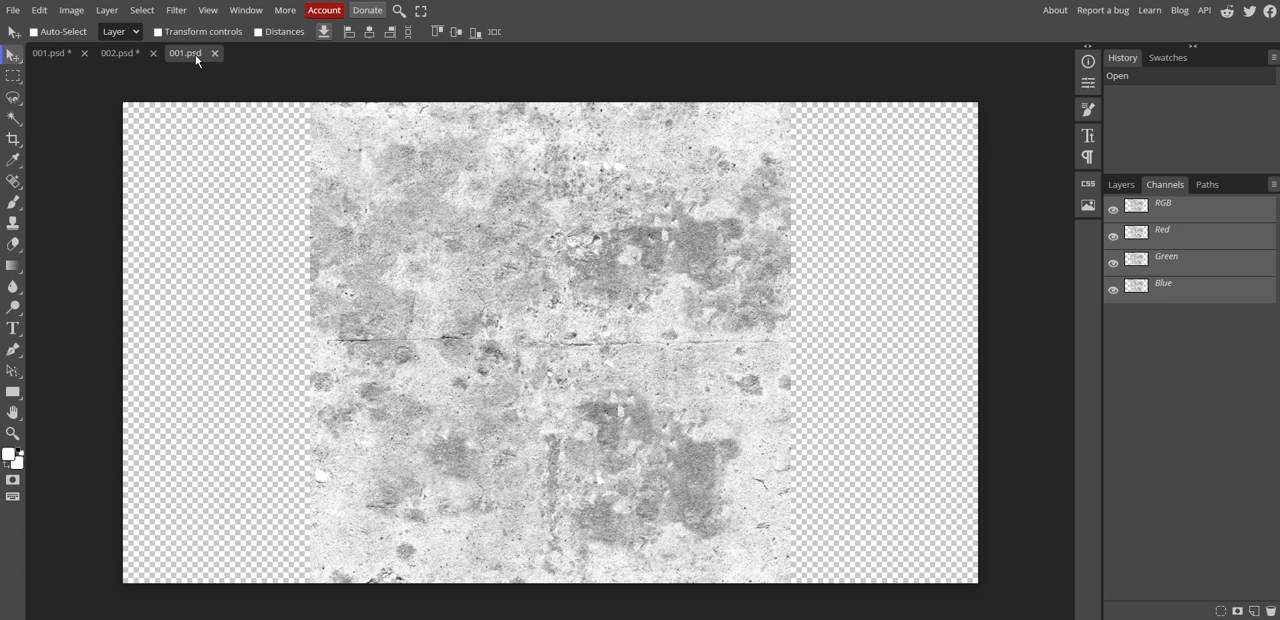 File Edit Image Layer Select Filter View Window More Account Donate About Report a bug Learn Blog API
Auto-Select Layer Transform controls Distances
001.psd * 002.psd * 001.psd
History Swatches
Open
Tt
CSS
Layers Channels Paths
RGB
Red
Green
Blue
T